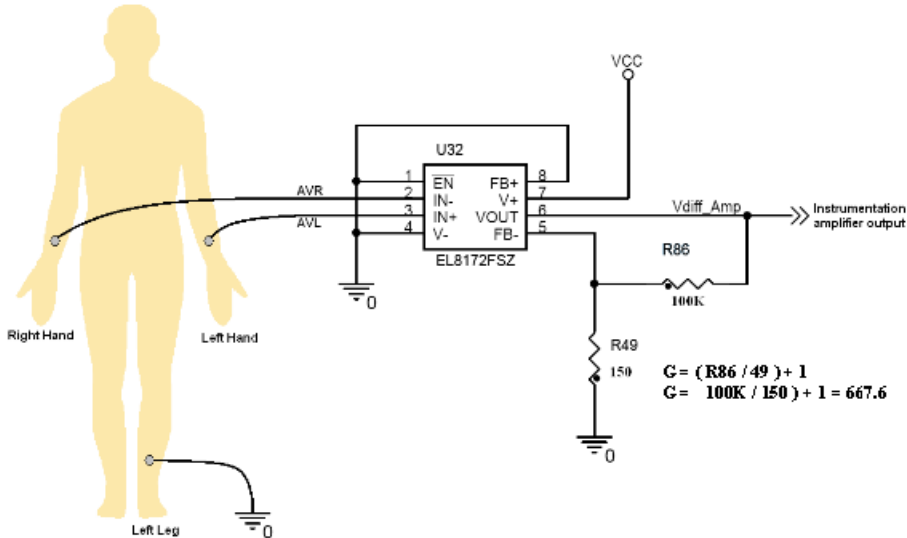 VCC
U32
1 EN FB+ 8
2 IN- V+ 7
3 IN+ VOUT 6
4 V- FB- 5
EL8172FSZ
AVR
AVL
Vdiff_Amp
Instrumentation
amplifier output
R86
100K
0
Right Hand
Left Hand
R49
150
G = ( R86 / 49 ) + 1
G = 100K / 150 ) + 1 = 667.6
0
Left Leg
0